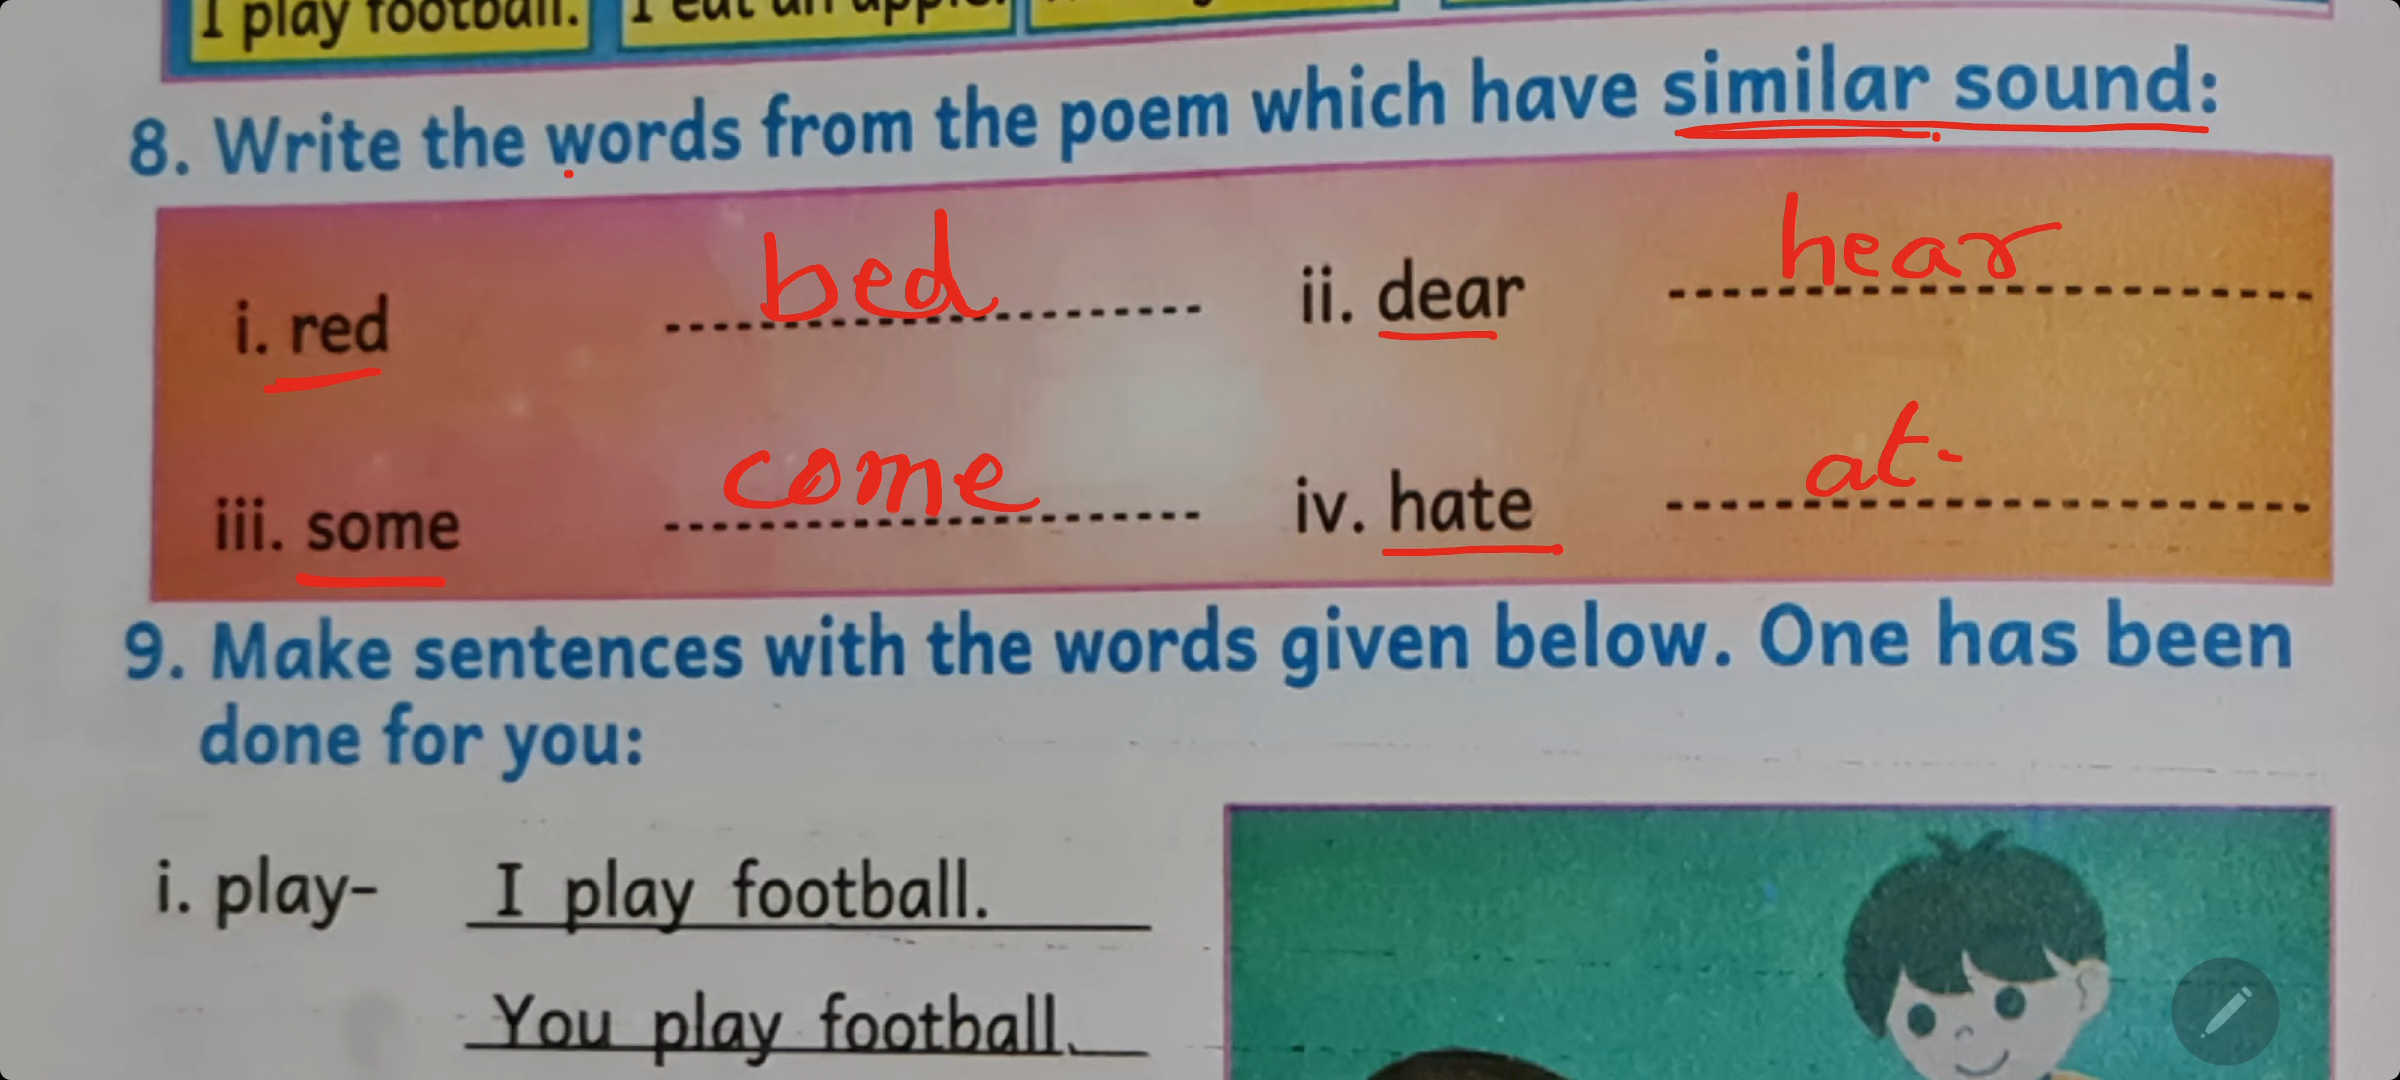 I play football. I eat an apple.
8. Write the words from the poem which have similar sound:
i. red bed ii. dear hear
iii. some come iv. hate at-
9. Make sentences with the words given below. One has been
done for you:
i. play- I play football.
You play football.